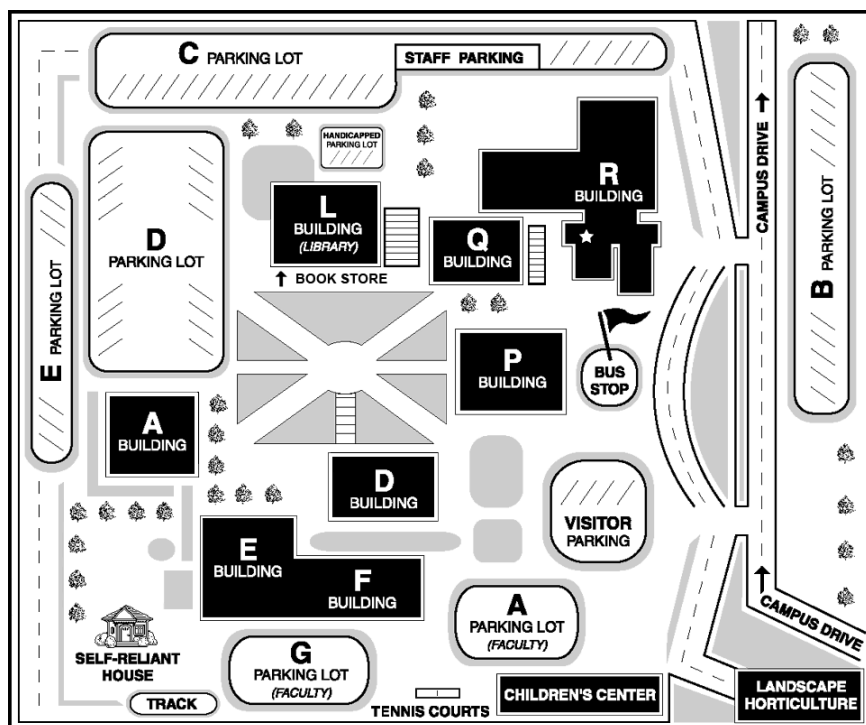 C PARKING LOT
STAFF PARKING
HANDICAPPED
PARKING LOT
R
BUILDING
CAMPUS DRIVE
B PARKING LOT
D
PARKING LOT
E PARKING LOT
L
BUILDING
(LIBRARY)
Q
BUILDING
BOOK STORE
P
BUILDING
BUS
STOP
A
BUILDING
D
BUILDING
VISITOR
PARKING
E
BUILDING
F
BUILDING
A
PARKING LOT
(FACULTY)
CAMPUS DRIVE
SELF-RELIANT
HOUSE
G
PARKING LOT
(FACULTY)
TRACK
TENNIS COURTS
CHILDREN'S CENTER
LANDSCAPE
HORTICULTURE